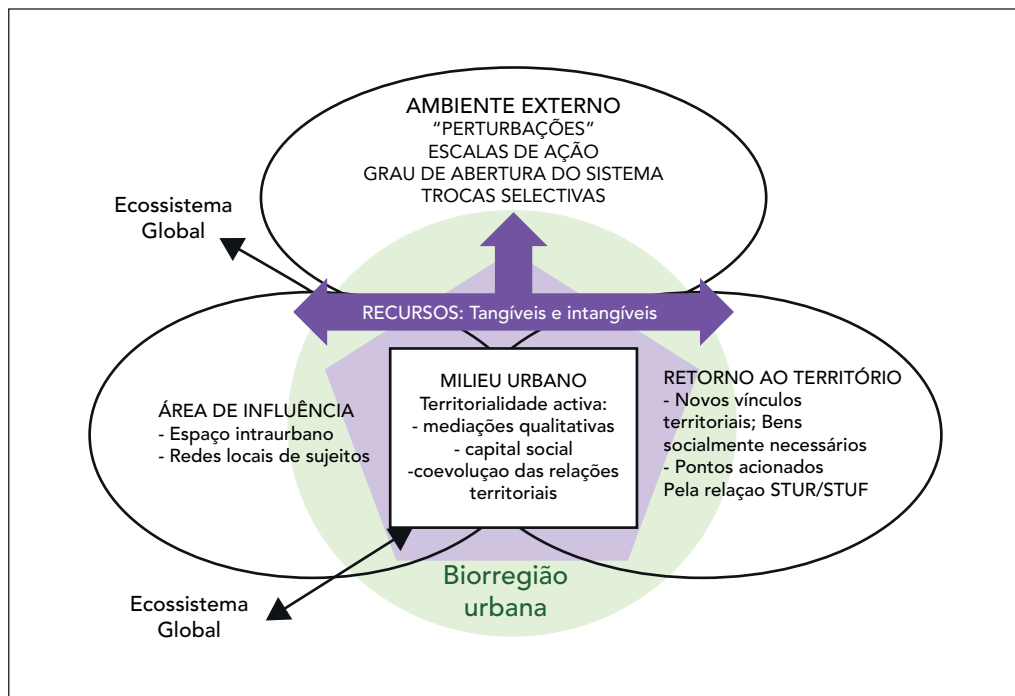 AMBIENTE EXTERNO
“PERTURBAÇÕES”
ESCALAS DE AÇÃO
GRAU DE ABERTURA DO SISTEMA
TROCAS SELECTIVAS
Ecossistema
Global
RECURSOS: Tangíveis e intangíveis
ÁREA DE INFLUÊNCIA
- Espaço intraurbano
- Redes locais de sujeitos
MILIEU URBANO
Territorialidade activa:
- mediações qualitativas
- capital social
-coevoluçao das relações
territoriais
RETORNO AO TERRITÓRIO
- Novos vínculos
territoriais; Bens
socialmente necessários
- Pontos acionados
Pela relaçao STUR/STUF
Biorregião
urbana
Ecossistema
Global